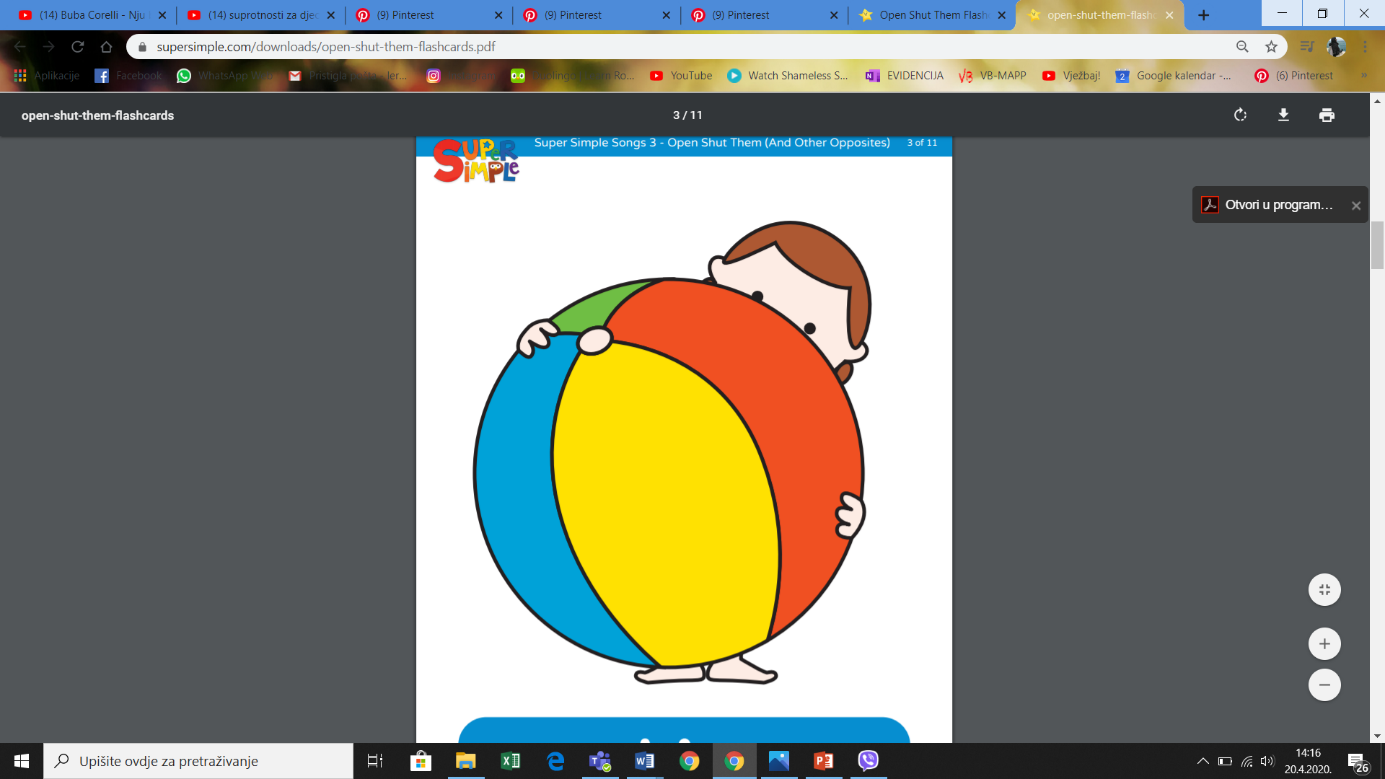 (14) Buba Corelli - Nju
(14) suprotnosti za djec
(9) Pinterest
(9) Pinterest
(9) Pinterest
Open Shut Them Flash
open-shut-them-flash
supersimple.com/downloads/open-shut-them-flashcards.pdf
Aplikacije
Facebook
WhatsApp
Pristigla
Instagram
YouTube
Watch Shameless S...
EVIDENCIJA
VB-MAPP
Vježbaj!
Google kalendar -...
(6) Pinterest
»
open-shut-them-flashcards
3 / 11
SUPER SIMPLE
Super Simple Songs 3 - Open Shut Them (And Other Opposites)
3 of 11
Otvori u program...
Upišite ovdje za pretraživanje
14:16
20.4.2020.
26